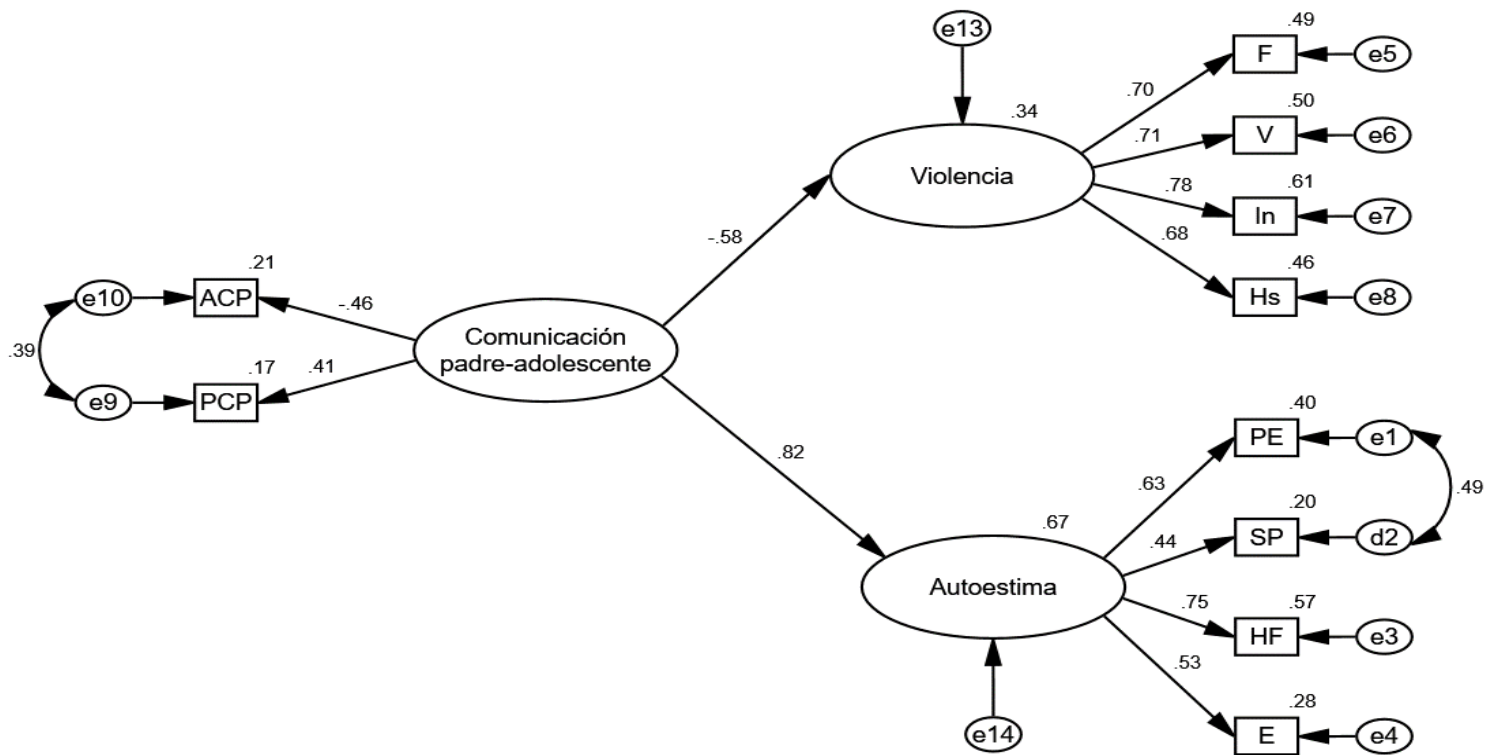 e13
.49
F
e5
.70
.50
V
e6
.34
.71
Violencia
.78
.61
In
e7
.68
-.58
.46
Hs
e8
.21
e10
ACP
-.46
Comunicación
padre-adolescente
.39
.17
.41
e9
PCP
.82
.40
PE
e1
.63
.49
.20
SP
d2
.67
.44
Autoestima
.75
.57
HF
e3
.53
.28
E
e4
e14